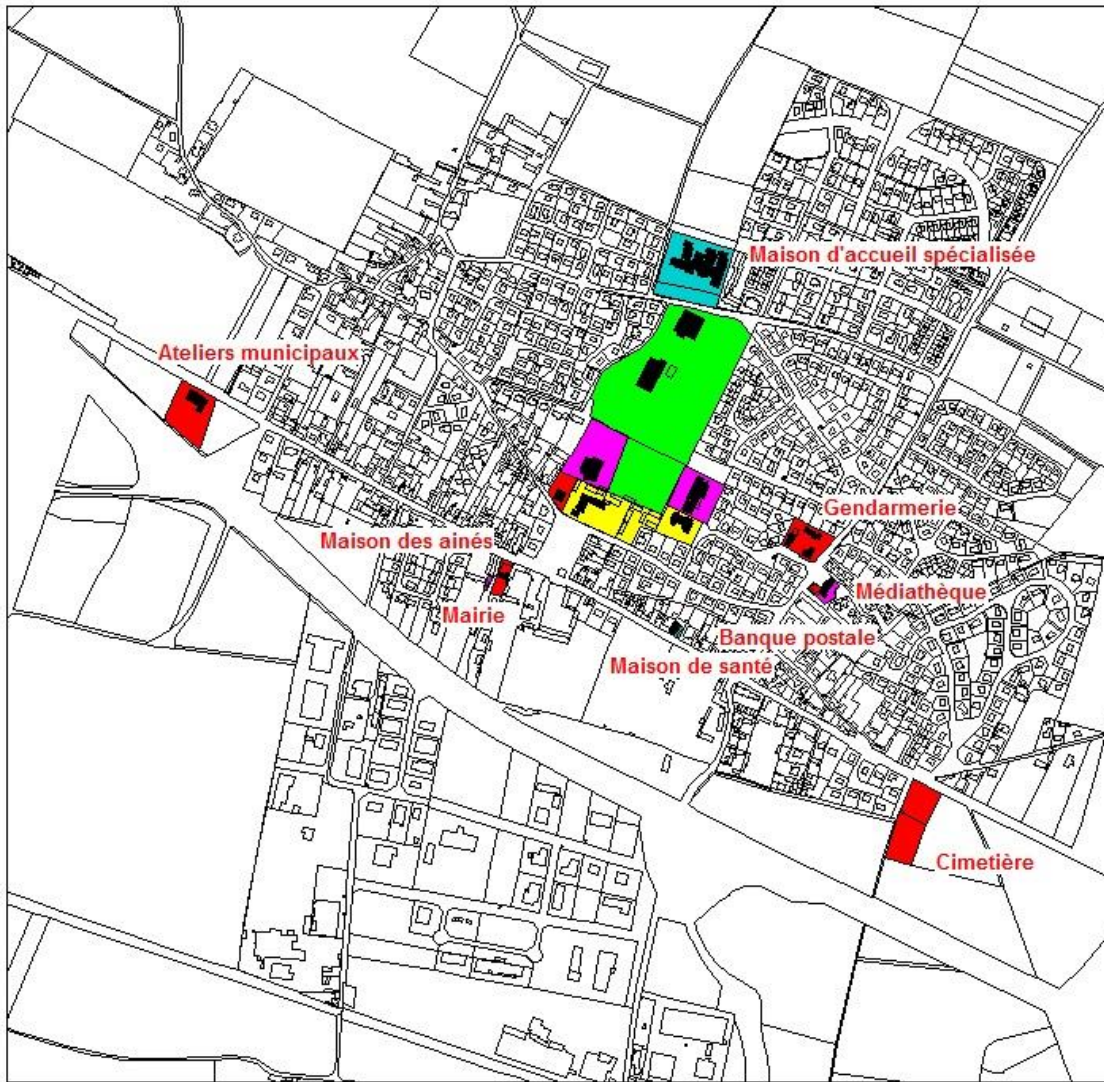 Maison d'accueil spécialisée
Ateliers municipaux
Gendarmerie
Maison des ainés
Médiathèque
Mairie
Banque postale
Maison de santé
Cimetière